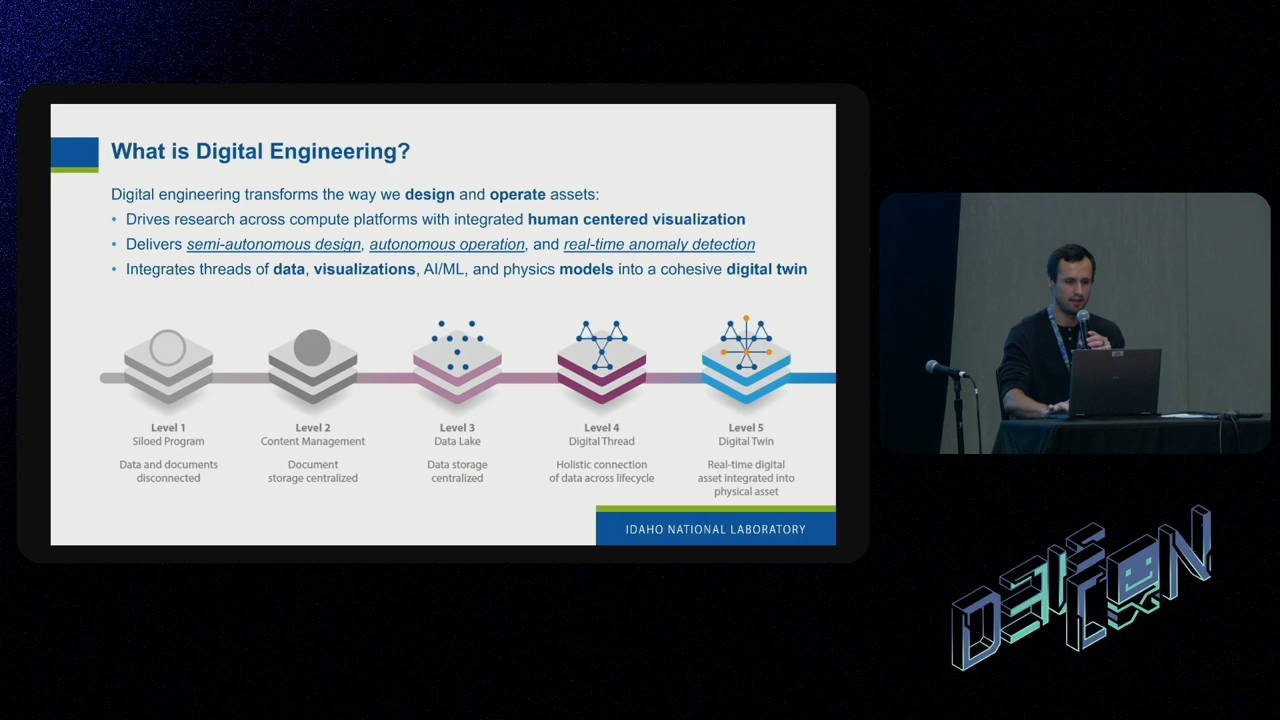 What is Digital Engineering?
Digital engineering transforms the way we design and operate assets:
• Drives research across compute platforms with integrated human centered visualization
• Delivers semi-autonomous design, autonomous operation, and real-time anomaly detection
• Integrates threads of data, visualizations, AI/ML, and physics models into a cohesive digital twin
Level 1
Siloed Program
Data and documents
disconnected
Level 2
Content Management
Document
storage centralized
Level 3
Data Lake
Data storage
centralized
Level 4
Digital Thread
Holistic connection
of data across lifecycle
Level 5
Digital Twin
Real-time digital
asset integrated into
physical asset
IDAHO NATIONAL LABORATORY
DEF CON